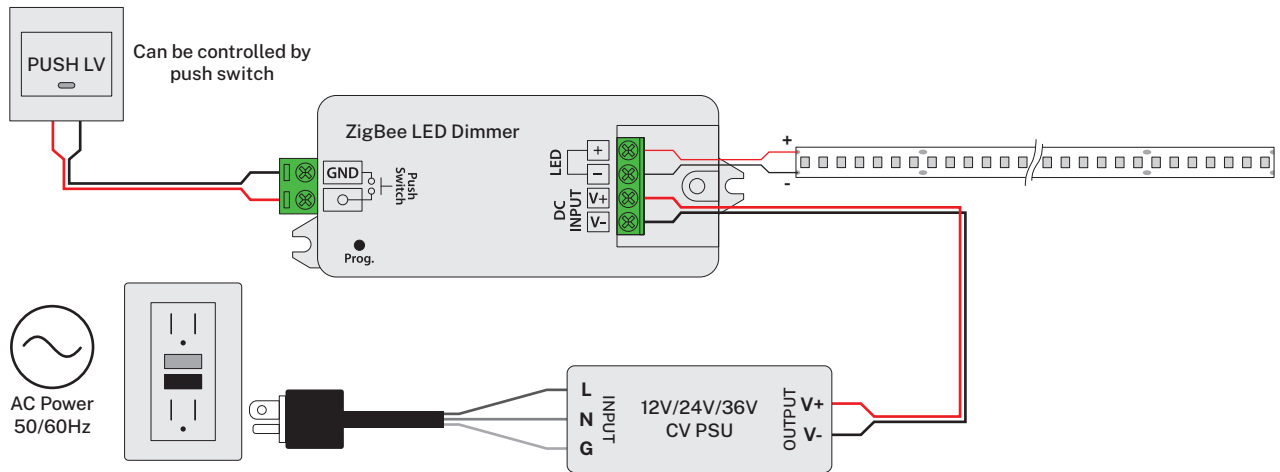 PUSH LV
Can be controlled by
push switch
ZigBee LED Dimmer
GND
Push
Switch
Prog.
LED
+
−
DC
INPUT
V+
V-
+
-
AC Power
50/60Hz
L
N
G
INPUT
12V/24V/36V
CV PSU
OUTPUT
V+
V-